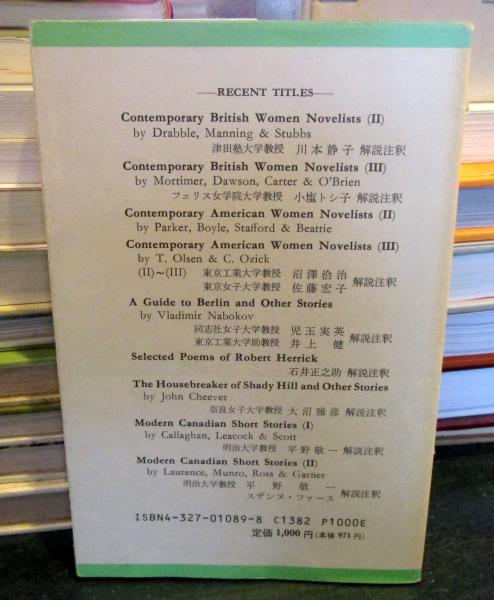 —RECENT TITLES—
Contemporary British Women Novelists (II)
by Drabble, Manning & Stubbs
津田塾大学教授 川本静子 解説注釈
Contemporary British Women Novelists (III)
by Mortimer, Dawson, Carter & O'Brien
フェリス女学院大学教授 小塩トシ子 解説注釈
Contemporary American Women Novelists (II)
by Parker, Boyle, Stafford & Beattie
Contemporary American Women Novelists (III)
by T. Olsen & C. Ozick
(II)~(III) 東京工業大学教授 沼澤洽治
東京女子大学教授 佐藤宏子 解説注釈
A Guide to Berlin and Other Stories
by Vladimir Nabokov
同志社女子大学教授 児玉実英
東京工業大学助教授 井上健 解説注釈
Selected Poems of Robert Herrick
石井正之助 解説注釈
The Housebreaker of Shady Hill and Other Stories
by John Cheever
奈良女子大学教授 大沼雅彦 解説注釈
Modern Canadian Short Stories (I)
by Callaghan, Leacock & Scott
明治大学教授 平野敬一 解説注釈
Modern Canadian Short Stories (II)
by Laurence, Munro, Ross & Garner
明治大学教授 平野敬一
スザンヌ・ファース 解説注釈
ISBN4-327-01089-8 C1382 P1000E
定価 1,000円(本体 971円)